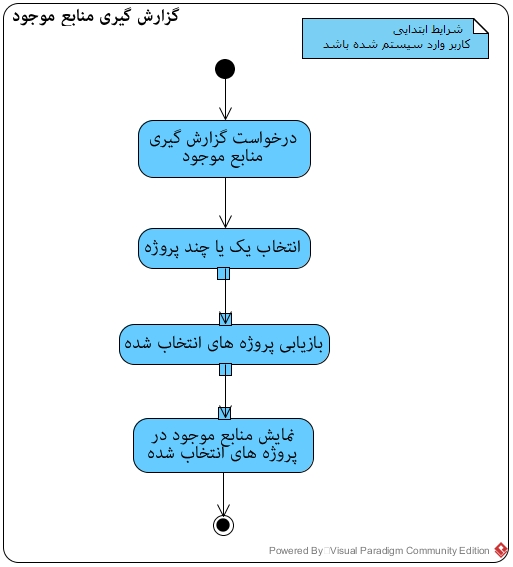 گزارش گیری منابع موجود
شرایط ابتدایی
کاربر وارد سیستم شده باشد
درخواست گزارش گیری
منابع موجود
انتخاب یک یا چند پروژه
بازیابی پروژه های انتخاب شده
نمایش منابع موجود در
پروژه های انتخاب شده
Powered By Visual Paradigm Community Edition